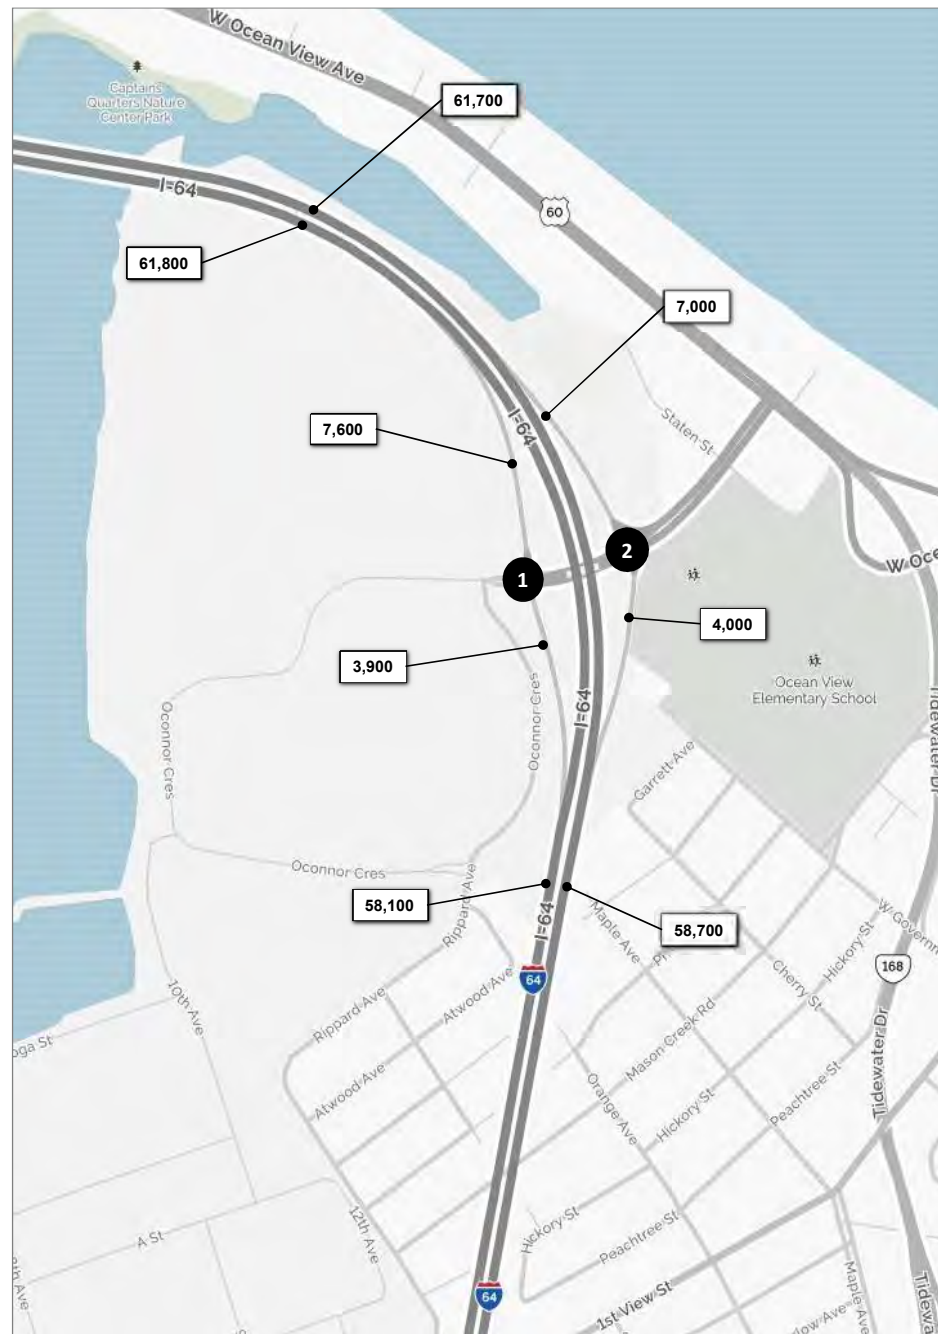 W Ocean View Ave
Captains
Quarters Nature
Center Park
61,700
I-64
60
61,800
7,000
I-64
7,600
Staten St
1
2
W Oce
4,000
3,900
Ocean View
Elementary School
Oconnor Cres
Oconnor Cres
I-64
Tidewater Dr
Garrett Ave
Oconnor Cres
Rippard Ave
58,100
I-64
58,700
Maple Ave
W Governm
Hickory St
Cherry St
168
64
10th Ave
Rippard Ave
Atwood Ave
Mason Creek Rd
oga St
Atwood Ave
Orange Ave
Hickory St
Peachtree St
Tidewater Dr
12th Ave
A St
Hickory St
Peachtree St
64
1st View St
Maple Ave
Tidewa